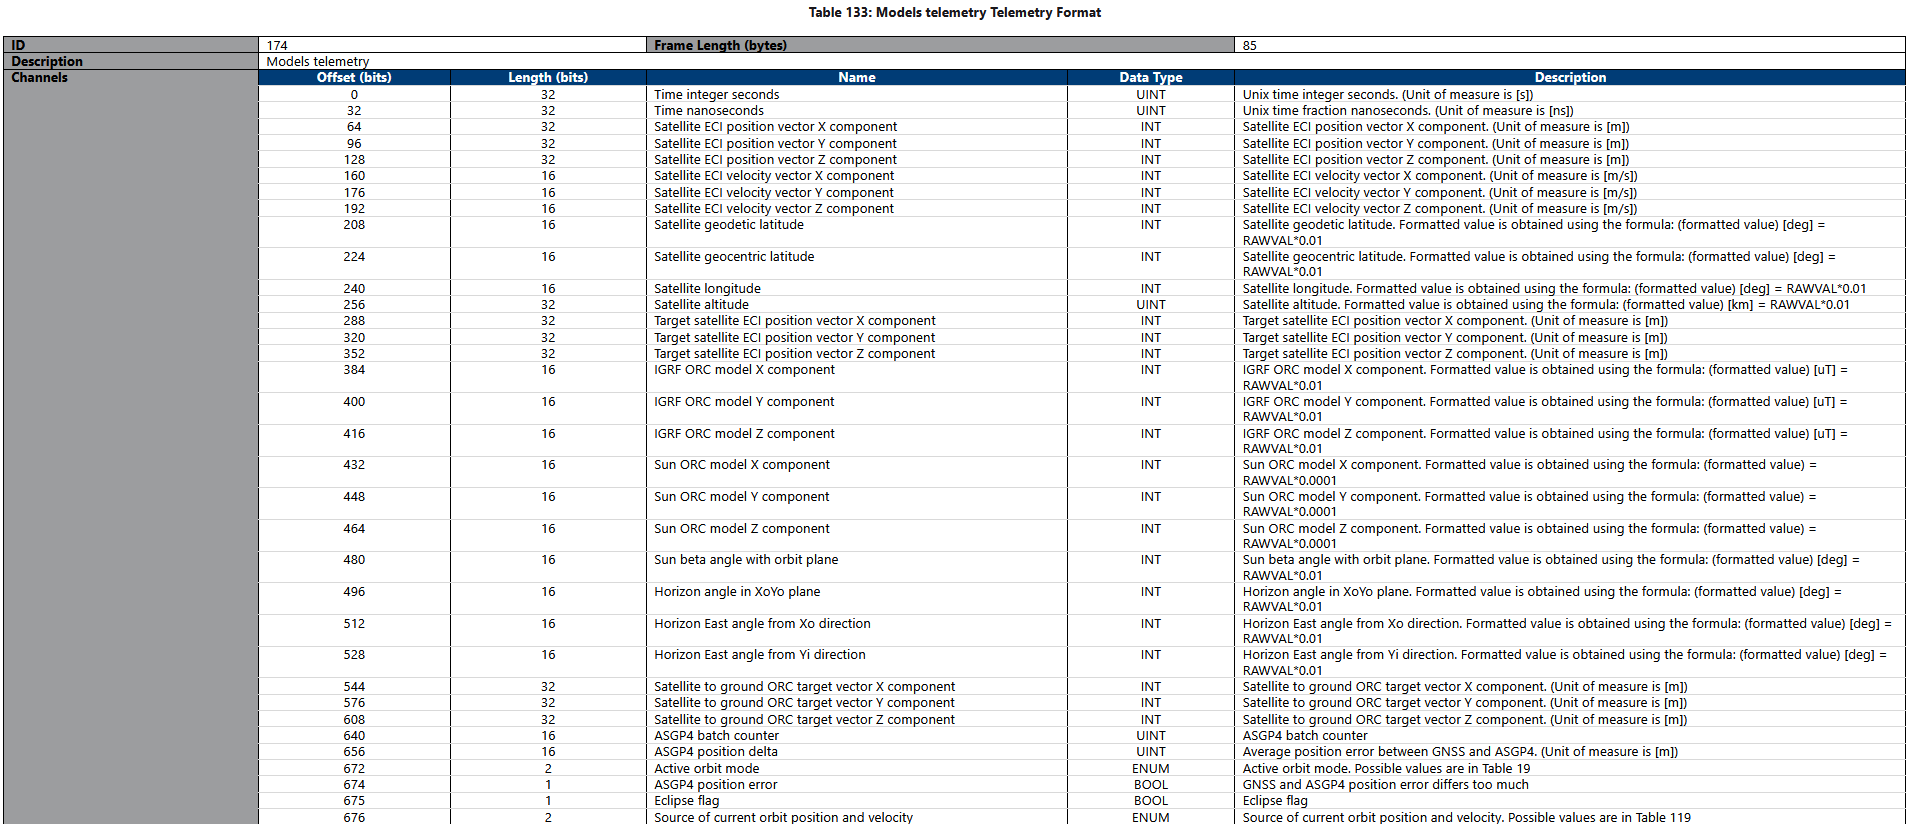 Table 133: Models telemetry Telemetry Format
ID 174 Frame Length (bytes) 85
Description Models telemetry
Channels Offset (bits) Length (bits) Name Data Type Description
0 32 Time integer seconds UINT Unix time integer seconds. (Unit of measure is [s])
32 32 Time nanoseconds UINT Unix time fraction nanoseconds. (Unit of measure is [ns])
64 32 Satellite ECI position vector X component INT Satellite ECI position vector X component. (Unit of measure is [m])
96 32 Satellite ECI position vector Y component INT Satellite ECI position vector Y component. (Unit of measure is [m])
128 32 Satellite ECI position vector Z component INT Satellite ECI position vector Z component. (Unit of measure is [m])
160 16 Satellite ECI velocity vector X component INT Satellite ECI velocity vector X component. (Unit of measure is [m/s])
176 16 Satellite ECI velocity vector Y component INT Satellite ECI velocity vector Y component. (Unit of measure is [m/s])
192 16 Satellite ECI velocity vector Z component INT Satellite ECI velocity vector Z component. (Unit of measure is [m/s])
208 16 Satellite geodetic latitude INT Satellite geodetic latitude. Formatted value is obtained using the formula: (formatted value) [deg] =
RAWVAL*0.01
224 16 Satellite geocentric latitude INT Satellite geocentric latitude. Formatted value is obtained using the formula: (formatted value) [deg] =
RAWVAL*0.01
240 16 Satellite longitude INT Satellite longitude. Formatted value is obtained using the formula: (formatted value) [deg] = RAWVAL*0.01
256 32 Satellite altitude UINT Satellite altitude. Formatted value is obtained using the formula: (formatted value) [km] = RAWVAL*0.01
288 32 Target satellite ECI position vector X component INT Target satellite ECI position vector X component. (Unit of measure is [m])
320 32 Target satellite ECI position vector Y component INT Target satellite ECI position vector Y component. (Unit of measure is [m])
352 32 Target satellite ECI position vector Z component INT Target satellite ECI position vector Z component. (Unit of measure is [m])
384 16 IGRF ORC model X component INT IGRF ORC model X component. Formatted value is obtained using the formula: (formatted value) [uT] =
RAWVAL*0.01
400 16 IGRF ORC model Y component INT IGRF ORC model Y component. Formatted value is obtained using the formula: (formatted value) [uT] =
RAWVAL*0.01
416 16 IGRF ORC model Z component INT IGRF ORC model Z component. Formatted value is obtained using the formula: (formatted value) [uT] =
RAWVAL*0.01
432 16 Sun ORC model X component INT Sun ORC model X component. Formatted value is obtained using the formula: (formatted value) =
RAWVAL*0.0001
448 16 Sun ORC model Y component INT Sun ORC model Y component. Formatted value is obtained using the formula: (formatted value) =
RAWVAL*0.0001
464 16 Sun ORC model Z component INT Sun ORC model Z component. Formatted value is obtained using the formula: (formatted value) =
RAWVAL*0.0001
480 16 Sun beta angle with orbit plane INT Sun beta angle with orbit plane. Formatted value is obtained using the formula: (formatted value) [deg] =
RAWVAL*0.01
496 16 Horizon angle in XoYo plane INT Horizon angle in XoYo plane. Formatted value is obtained using the formula: (formatted value) [deg] =
RAWVAL*0.01
512 16 Horizon East angle from Xo direction INT Horizon East angle from Xo direction. Formatted value is obtained using the formula: (formatted value) [deg] =
RAWVAL*0.01
528 16 Horizon East angle from Yi direction INT Horizon East angle from Yi direction. Formatted value is obtained using the formula: (formatted value) [deg] =
RAWVAL*0.01
544 32 Satellite to ground ORC target vector X component INT Satellite to ground ORC target vector X component. (Unit of measure is [m])
576 32 Satellite to ground ORC target vector Y component INT Satellite to ground ORC target vector Y component. (Unit of measure is [m])
608 32 Satellite to ground ORC target vector Z component INT Satellite to ground ORC target vector Z component. (Unit of measure is [m])
640 16 ASGP4 batch counter UINT ASGP4 batch counter
656 16 ASGP4 position delta UINT Average position error between GNSS and ASGP4. (Unit of measure is [m])
672 2 Active orbit mode ENUM Active orbit mode. Possible values are in Table 19
674 1 ASGP4 position error BOOL GNSS and ASGP4 position error differs too much
675 1 Eclipse flag BOOL Eclipse flag
676 2 Source of current orbit position and velocity ENUM Source of current orbit position and velocity. Possible values are in Table 119